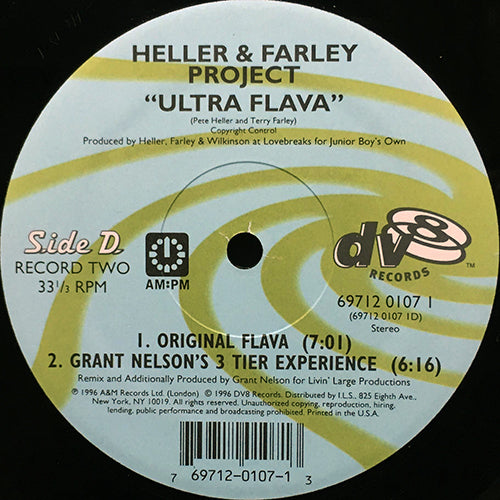 HELLER & FARLEY
PROJECT
"ULTRA FLAVA"
(Pete Heller and Terry Farley)
Copyright Control
Produced by Heller, Farley & Wilkinson at Lovebreaks for Junior Boy's Own
Side D
RECORD TWO
33 1/3 RPM
AM:PM
dv8
RECORDS
™
69712 0107 1
(69712 0107 1D)
Stereo
1. ORIGINAL FLAVA (7:01)
2. GRANT NELSON'S 3 TIER EXPERIENCE (6:16)
Remix and Additionally Produced by Grant Nelson for Livin' Large Productions
℗ 1996 A&M Records Ltd. (London) © 1996 DV8 Records. Distributed by I.L.S., 825 Eighth Ave.,
New York, NY 10019. All rights reserved. Unauthorized copying, reproduction, hiring,
lending, public performance and broadcasting prohibited. Printed in the U.S.A.
7 69712-0107-1 3